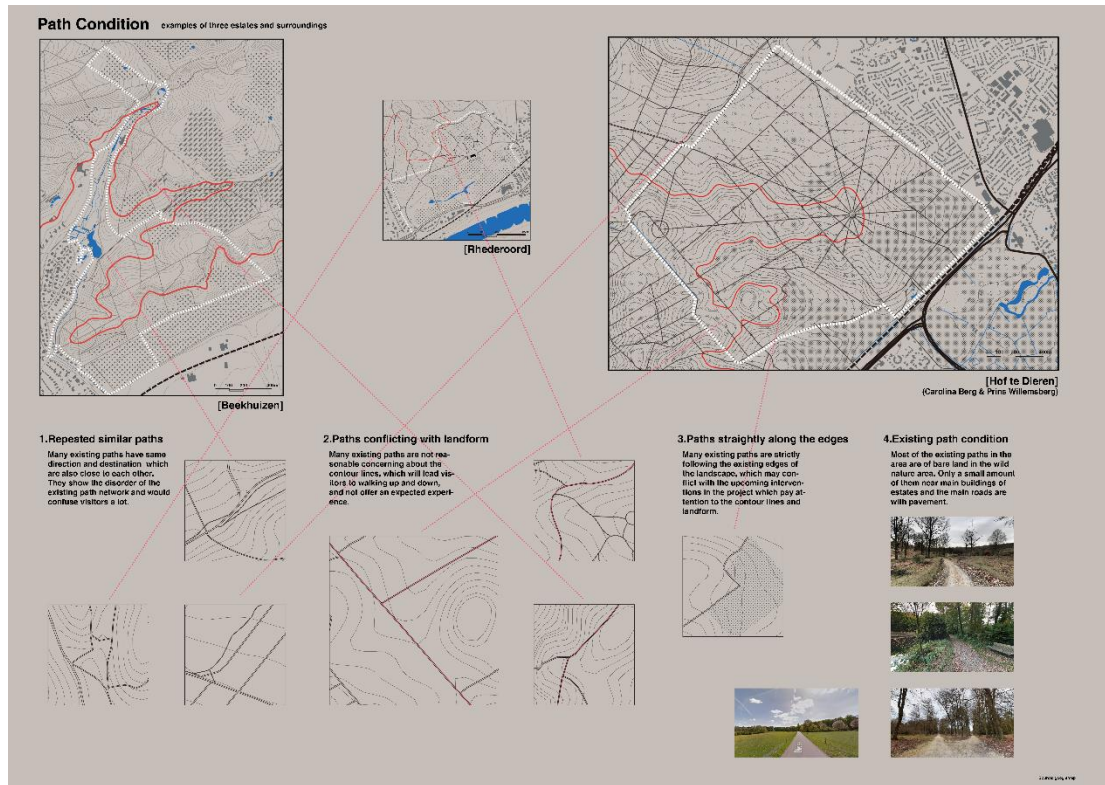 Path Condition examples of three estates and surroundings
[Rhederoord]
[Hof te Dieren]
(Carolina Berg & Prins Willemsberg)
[Beekhuizen]
1.Repeated similar paths
Many existing paths have same
direction and destination which
are also close to each other.
They show the disorder of the
existing path network and would
confuse visitors a lot.
2.Paths conflicting with landform
Many existing paths are not rea-
sonable concerning about the
contour lines, which will lead vis-
itors to walking up and down,
and not offer an expected experi-
ence.
3.Paths straightly along the edges
Many existing paths are strictly
following the existing edges of
the landscape, which may con-
flict with the upcoming interven-
tions in the project which pay at-
tention to the contour lines and
landform.
4.Existing path condition
Most of the existing paths in the
area are of bare land in the wild
nature area. Only a small amount
of them near main buildings of
estates and the main roads are
with pavement.